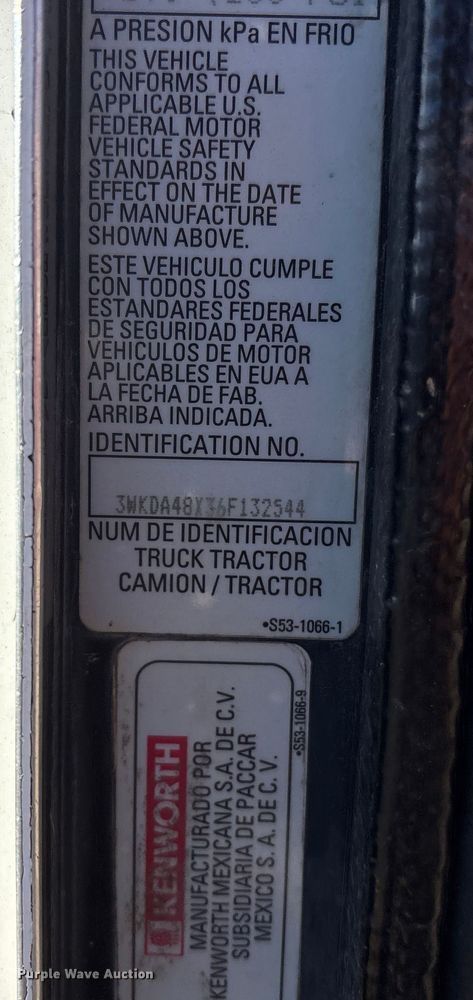 A PRESION kPa EN FRIO
THIS VEHICLE
CONFORMS TO ALL
APPLICABLE U.S.
FEDERAL MOTOR
VEHICLE SAFETY
STANDARDS IN
EFFECT ON THE DATE
OF MANUFACTURE
SHOWN ABOVE.
ESTE VEHICULO CUMPLE
CON TODOS LOS
ESTANDARES FEDERALES
DE SEGURIDAD PARA
VEHICULOS DE MOTOR
APLICABLES EN EUA A
LA FECHA DE FAB.
ARRIBA INDICADA.
IDENTIFICATION NO.
3WKDA48X36F132544
NUM DE IDENTIFICACION
TRUCK TRACTOR
CAMION / TRACTOR
•S53-1066-1
KENWORTH
MANUFACTURADO POR
KENWORTH MEXICANA S.A. DE C.V.
SUBSIDIARIA DE PACCAR
MEXICO S. A. DE C. V.
•S53-1066-9
Purple Wave Auction